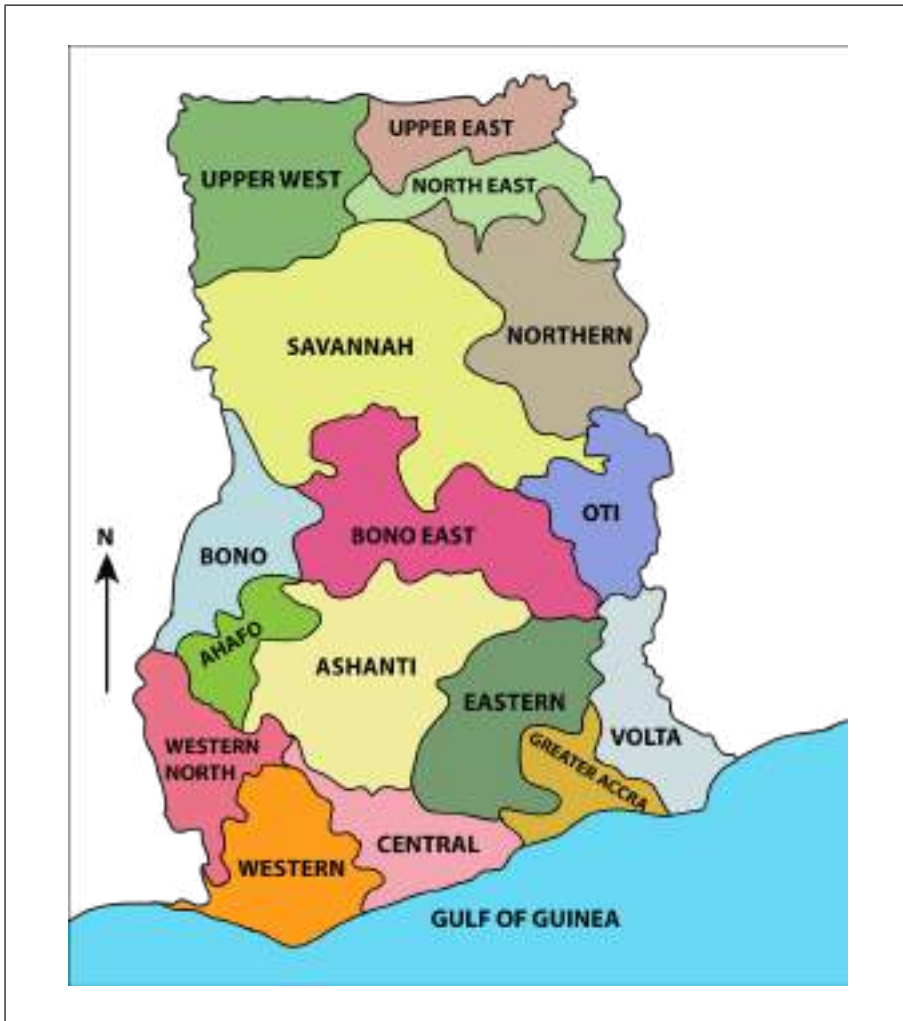 UPPER EAST
UPPER WEST
NORTH EAST
NORTHERN
SAVANNAH
OTI
BONO EAST
N
BONO
AHAFO
ASHANTI
EASTERN
VOLTA
GREATER ACCRA
WESTERN
NORTH
CENTRAL
WESTERN
GULF OF GUINEA